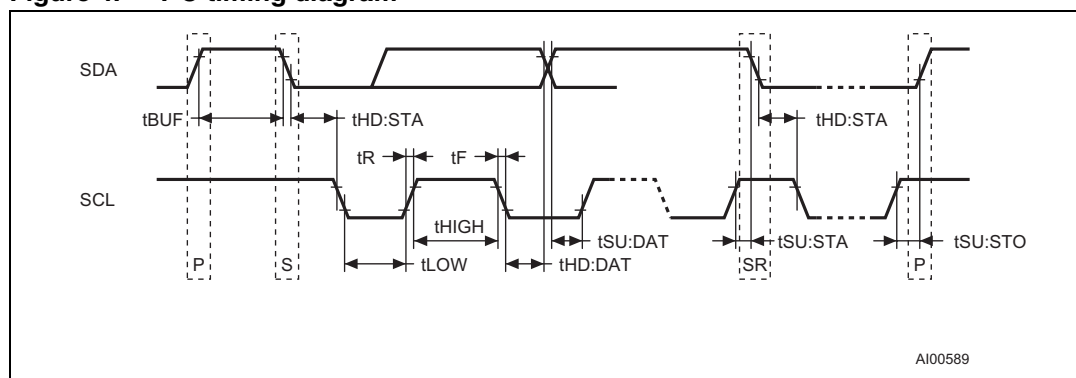 SDA
tBUF
tHD:STA
tHD:STA
tR
tF
SCL
tHIGH
tSU:DAT
tSU:STA
tSU:STO
P
S
tLOW
tHD:DAT
SR
P
AI00589